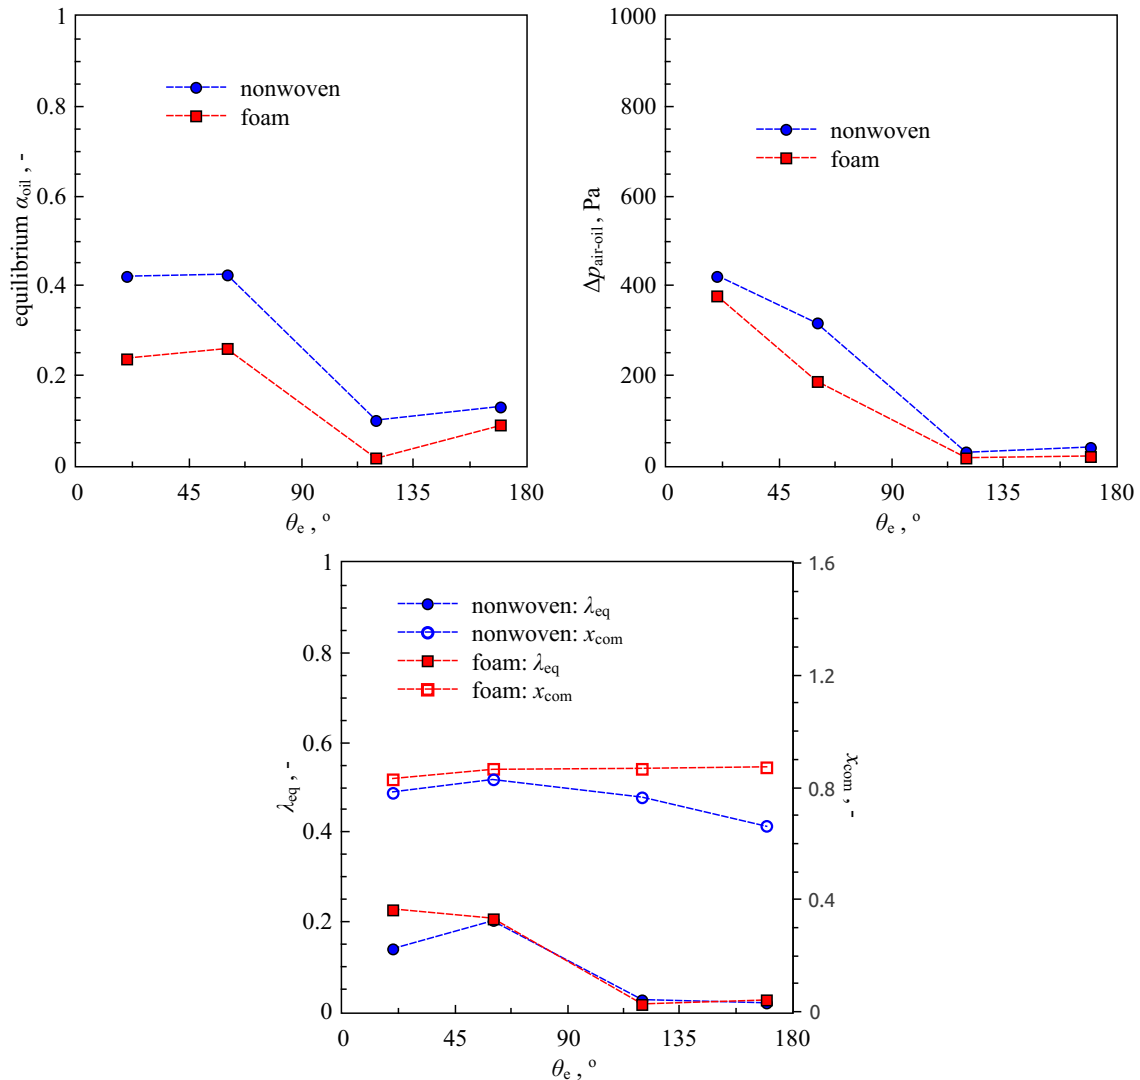 1
0.8
0.6
0.4
0.2
0
equilibrium α_oil , -
nonwoven
foam
0 45 90 135 180
θ_e , º
1000
800
600
400
200
0
Δp_air-oil , Pa
nonwoven
foam
0 45 90 135 180
θ_e , º
1
0.8
0.6
0.4
0.2
0
λ_eq , -
nonwoven: λ_eq
nonwoven: x_com
foam: λ_eq
foam: x_com
1.6
1.2
0.8
0.4
0
x_com , -
0 45 90 135 180
θ_e , º